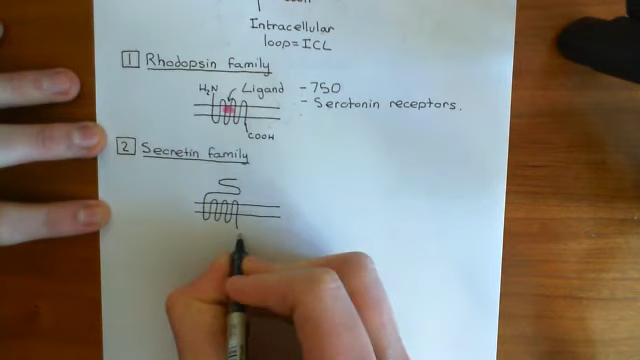 Intracellular
loop = ICL
1 Rhodopsin family
H₂N Ligand - 750
- Serotonin receptors.
COOH
2 Secretin family